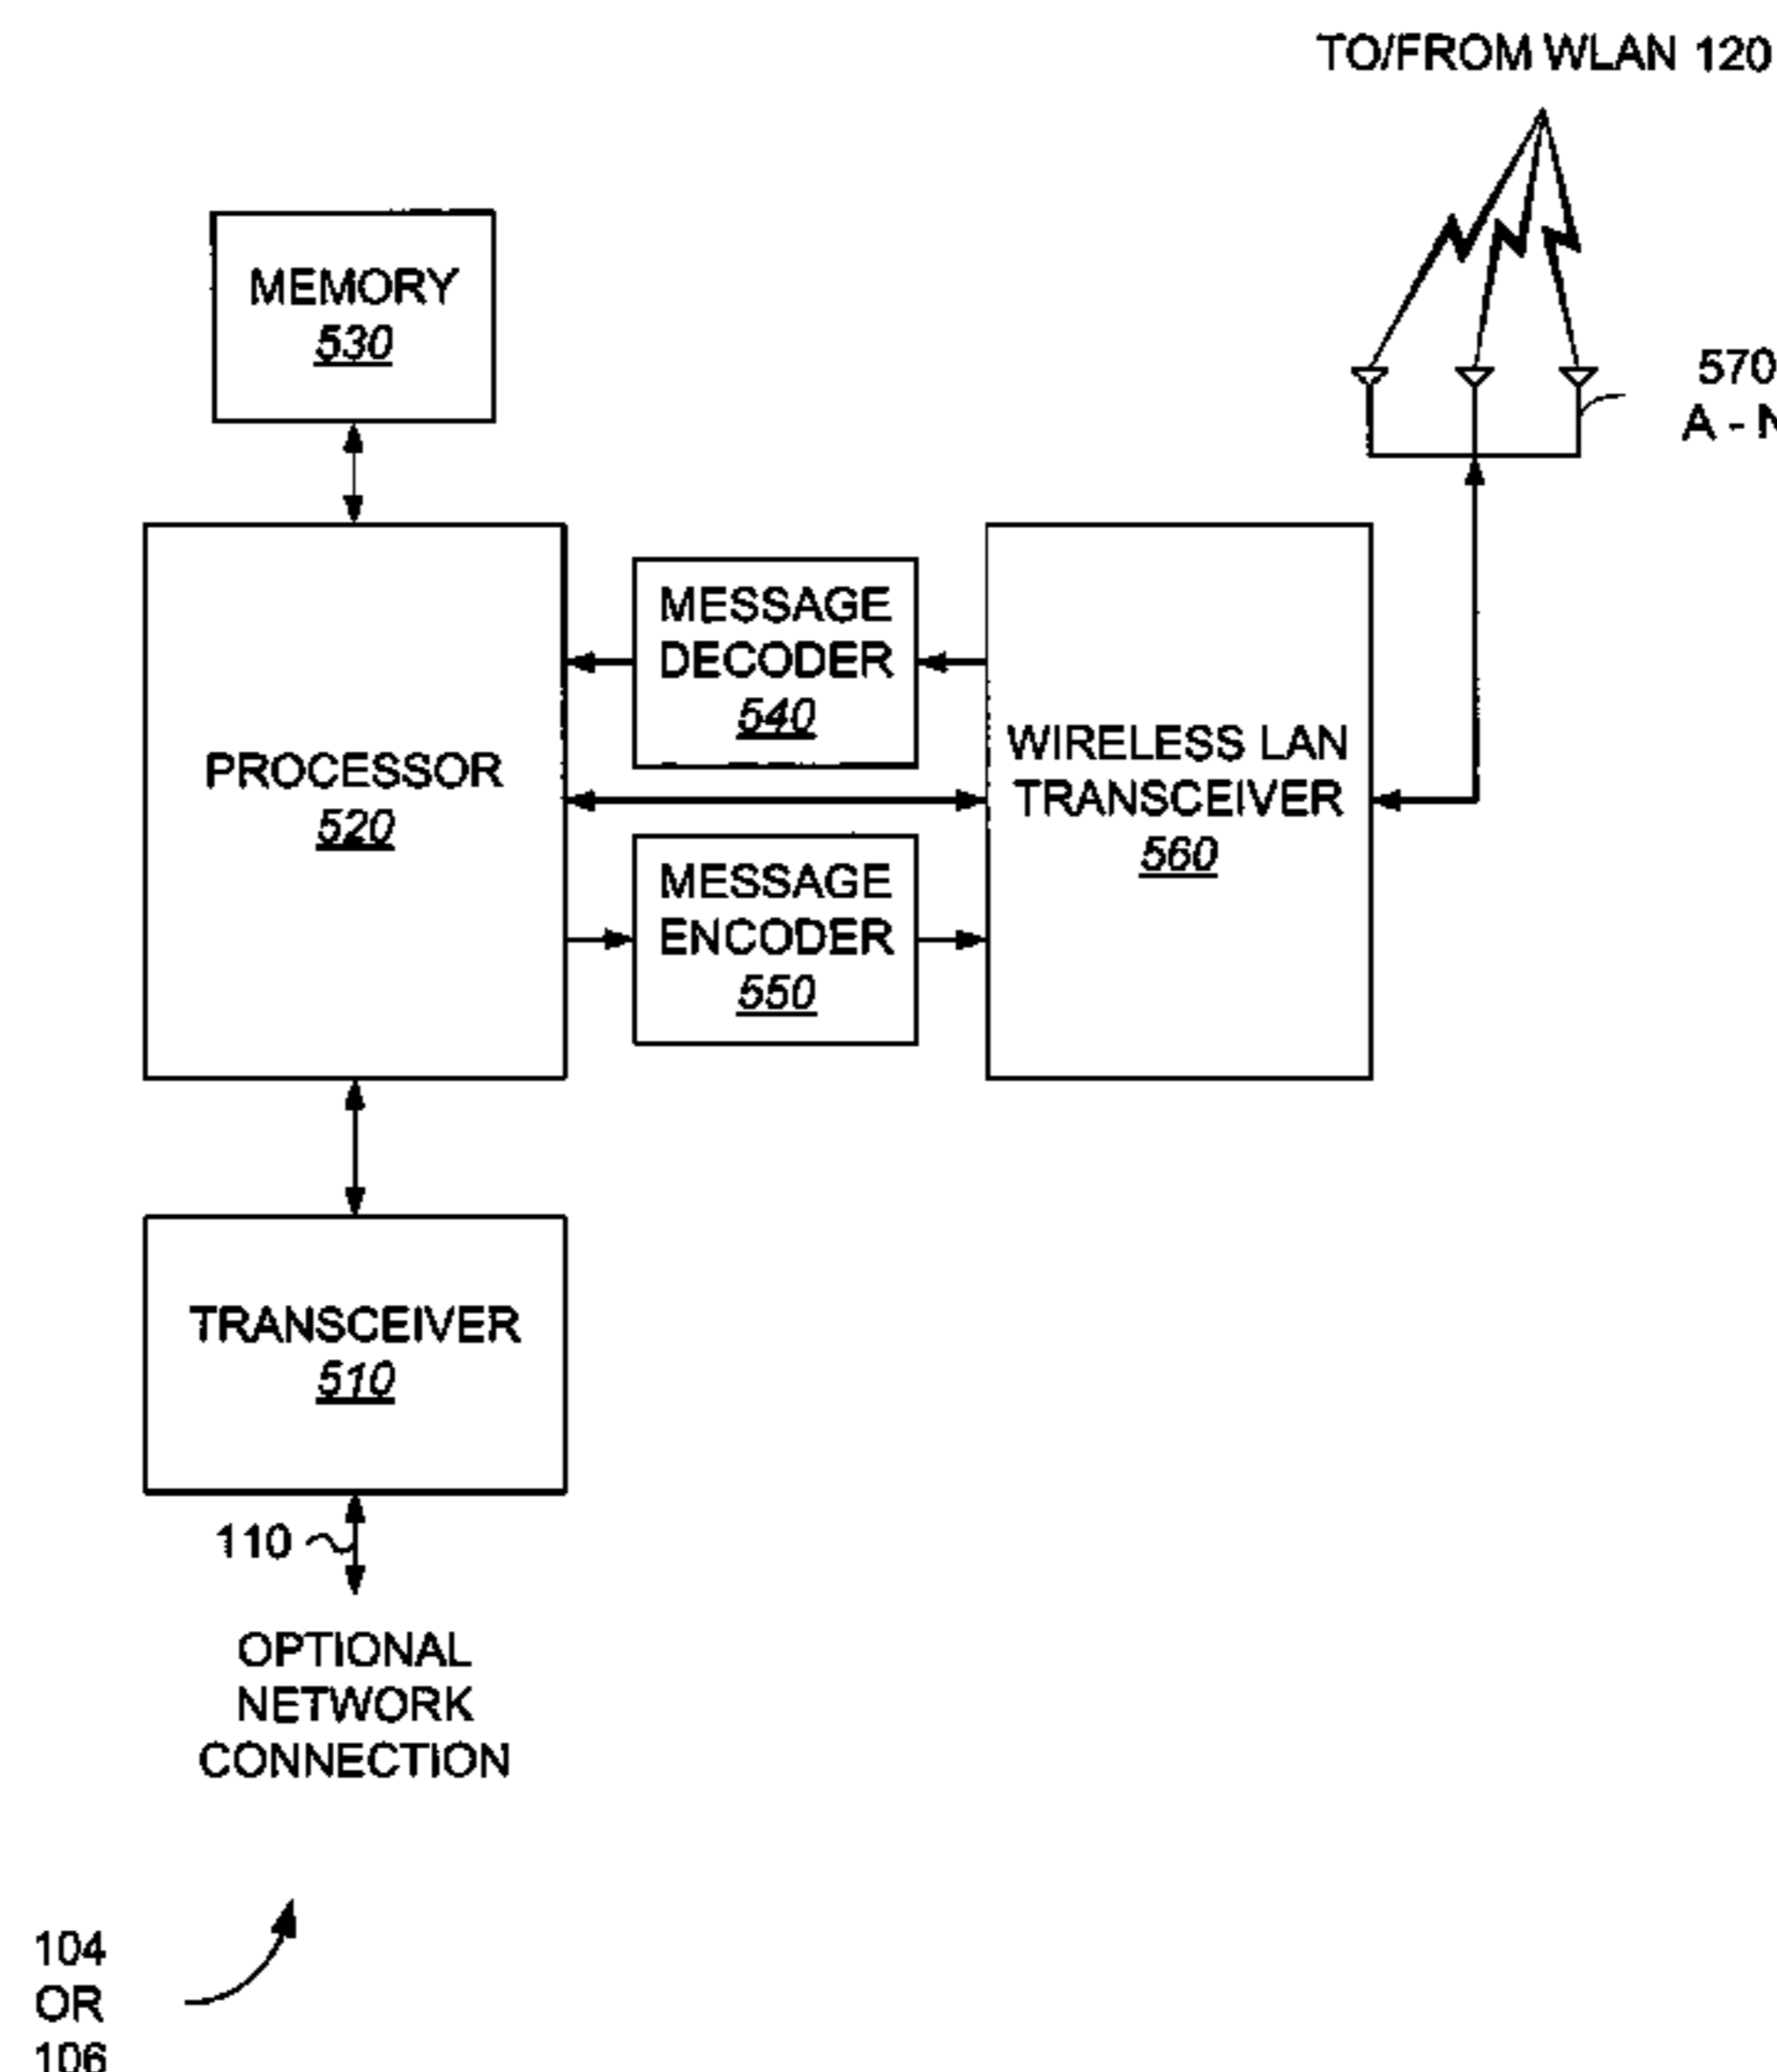 TO/FROM WLAN 120
MEMORY
530
570
A - N
MESSAGE
DECODER
540
PROCESSOR
520
WIRELESS LAN
TRANSCEIVER
560
MESSAGE
ENCODER
550
TRANSCEIVER
510
110
OPTIONAL
NETWORK
CONNECTION
104
OR
106